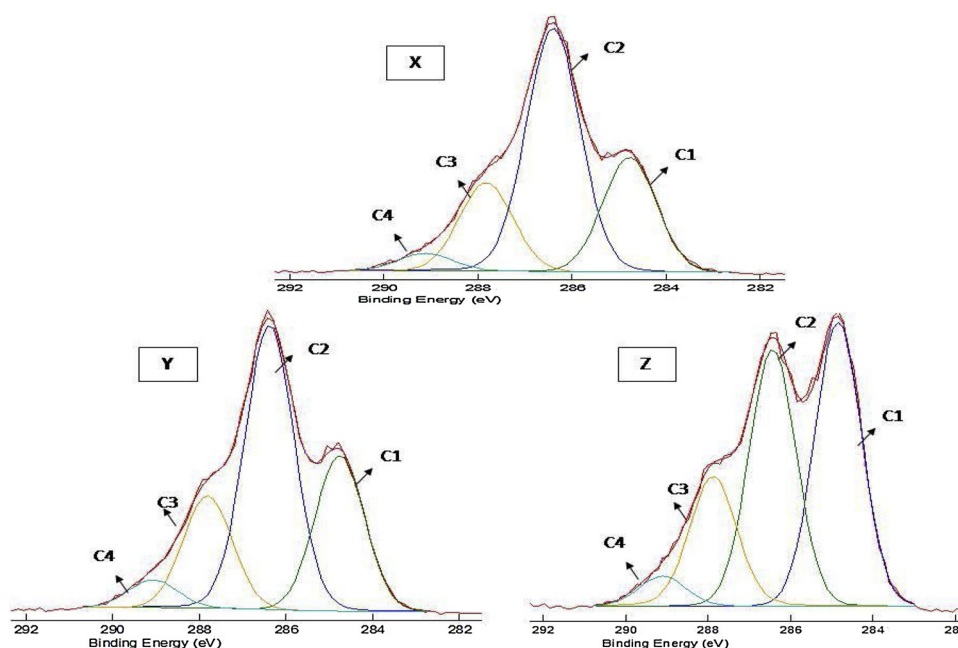 X
C2
C3
C1
C4
292 290 288 286 284 282
Binding Energy (eV)
Y
C2
C1
C3
C4
292 290 288 286 284 282
Binding Energy (eV)
Z
C2
C1
C3
C4
292 290 288 286 284 28
Binding Energy (eV)